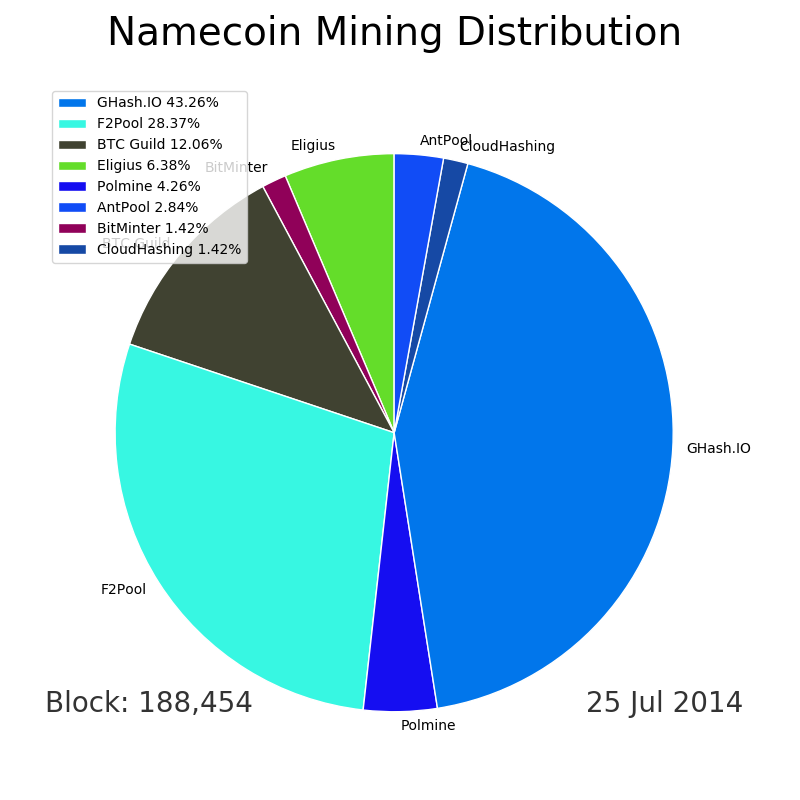 Namecoin Mining Distribution
GHash.IO 43.26%
F2Pool 28.37%
BTC Guild 12.06%
Eligius 6.38%
Polmine 4.26%
AntPool 2.84%
BitMinter 1.42%
CloudHashing 1.42%
AntPool
CloudHashing
Eligius
BitMinter
BTC Guild
GHash.IO
F2Pool
Polmine
Block: 188,454
25 Jul 2014